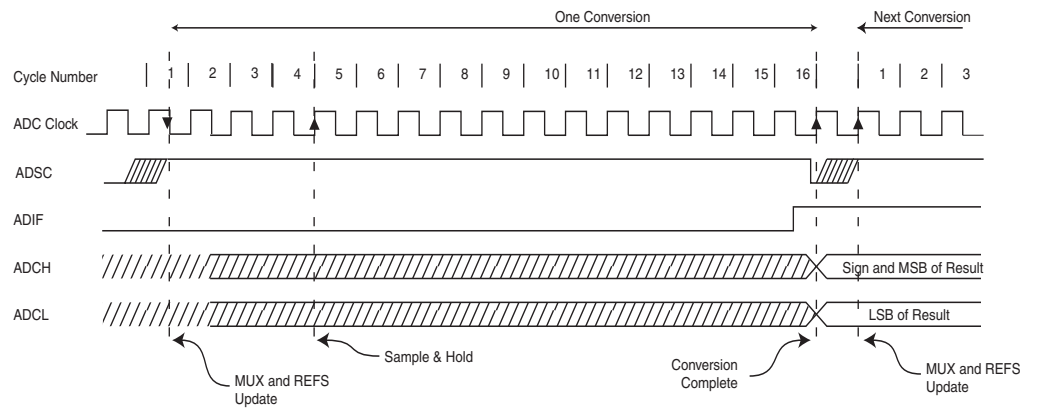 One Conversion
Next Conversion
Cycle Number
1 2 3 4 5 6 7 8 9 10 11 12 13 14 15 16 1 2 3
ADC Clock
ADSC
ADIF
ADCH
Sign and MSB of Result
ADCL
LSB of Result
Sample & Hold
MUX and REFS
Update
Conversion
Complete
MUX and REFS
Update